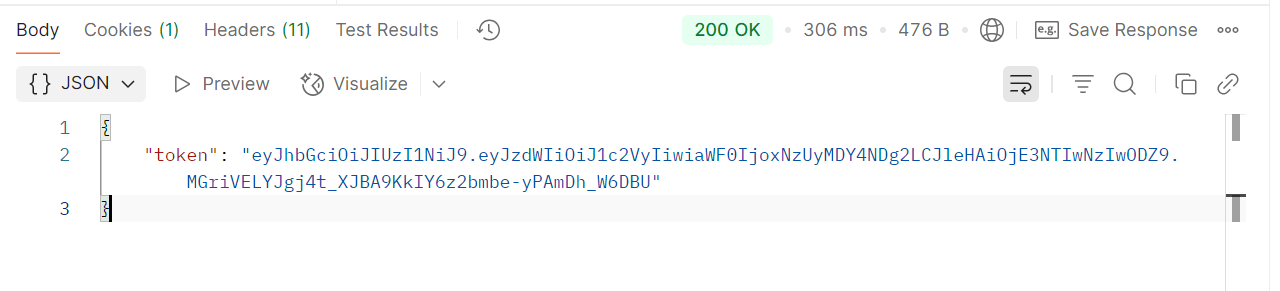 Body Cookies (1) Headers (11) Test Results 200 OK 306 ms 476 B e.g. Save Response
{} JSON Preview Visualize
1 {
2 "token": "eyJhbGciOiJIUzI1NiJ9.eyJzdWIiOiJ1c2VyIiwiaWF0IjoxNzUyMDY4NDg2LCJleHAiOjE3NTIwNzIwODZ9.
MGriVELYJgj4t_XJBA9KkIY6z2bmbe-yPAmDh_W6DBU"
3 }